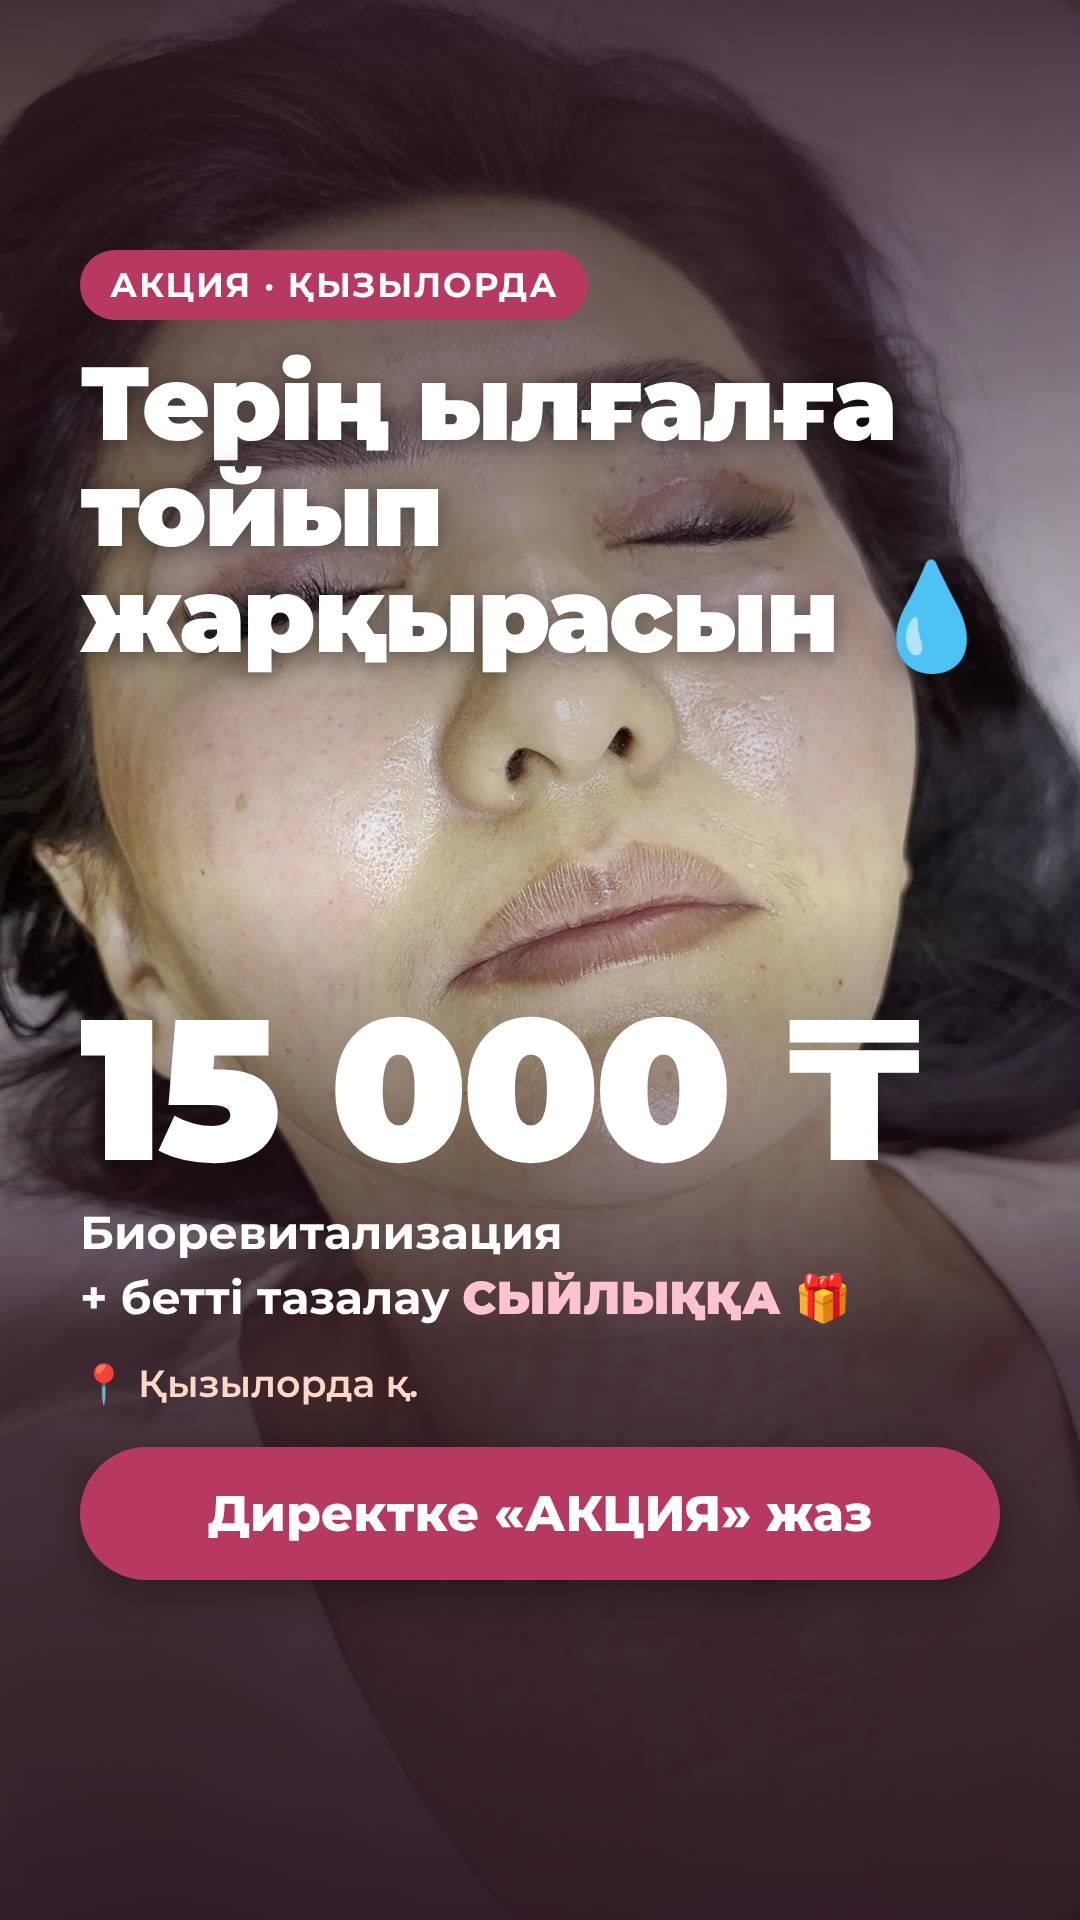 АКЦИЯ · ҚЫЗЫЛОРДА
Терің ылғалға
тойып
жарқырасын 💧
15 000 ₸
Биоревитализация
+ бетті тазалау СЫЙЛЫҚҚА 🎁
📍 Қызылорда қ.
Директке «АКЦИЯ» жаз